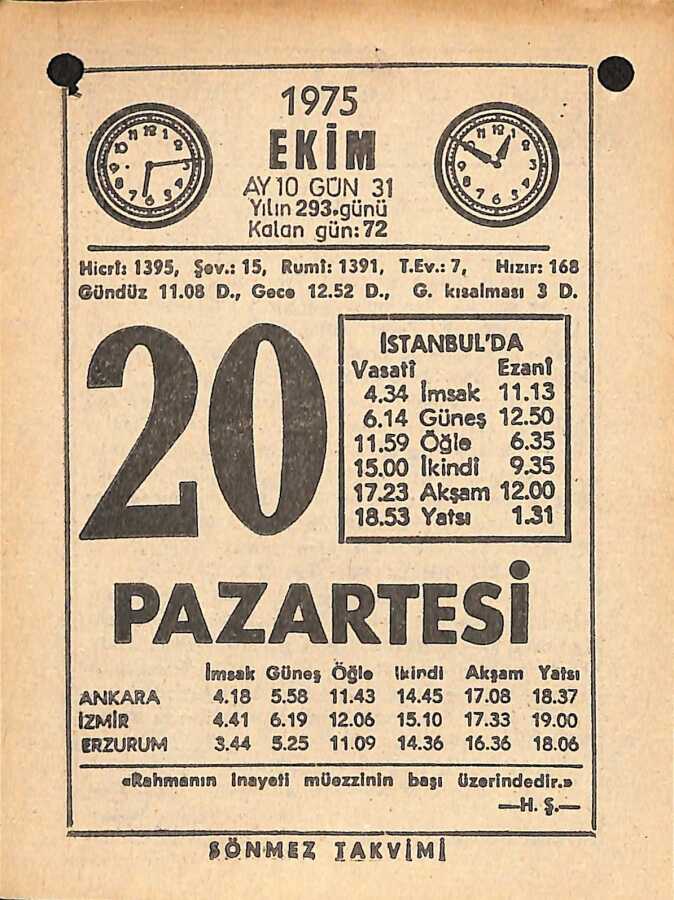 1975
EKİM
AY 10 GÜN 31
Yılın 293.günü
Kalan gün: 72
Hicrî: 1395, Şev.: 15, Rumî: 1391, T.Ev.: 7, Hızır: 168
Gündüz 11.08 D., Gece 12.52 D., G. kısalması 3 D.
20
İSTANBUL'DA
Vasatî Ezanî
4.34 İmsak 11.13
6.14 Güneş 12.50
11.59 Öğle 6.35
15.00 İkindi 9.35
17.23 Akşam 12.00
18.53 Yatsı 1.31
PAZARTESİ
İmsak Güneş Öğle İkindi Akşam Yatsı
ANKARA 4.18 5.58 11.43 14.45 17.08 18.37
İZMİR 4.41 6.19 12.06 15.10 17.33 19.00
ERZURUM 3.44 5.25 11.09 14.36 16.36 18.06
«Rahmanın inayeti müezzinin başı üzerindedir.»
—H. Ş.—
SÖNMEZ TAKVİMİ